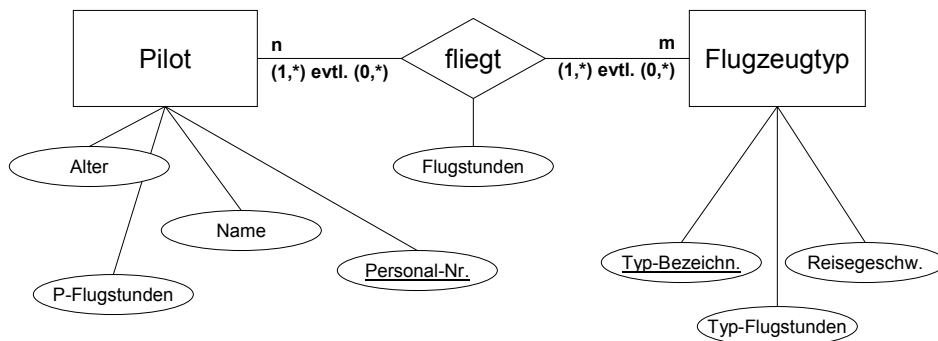 Pilot
n
(1,*) evtl. (0,*)
fliegt
m
(1,*) evtl. (0,*)
Flugzeugtyp
Alter
Flugstunden
Name
Personal-Nr.
P-Flugstunden
Typ-Bezeichn.
Reisegeschw.
Typ-Flugstunden